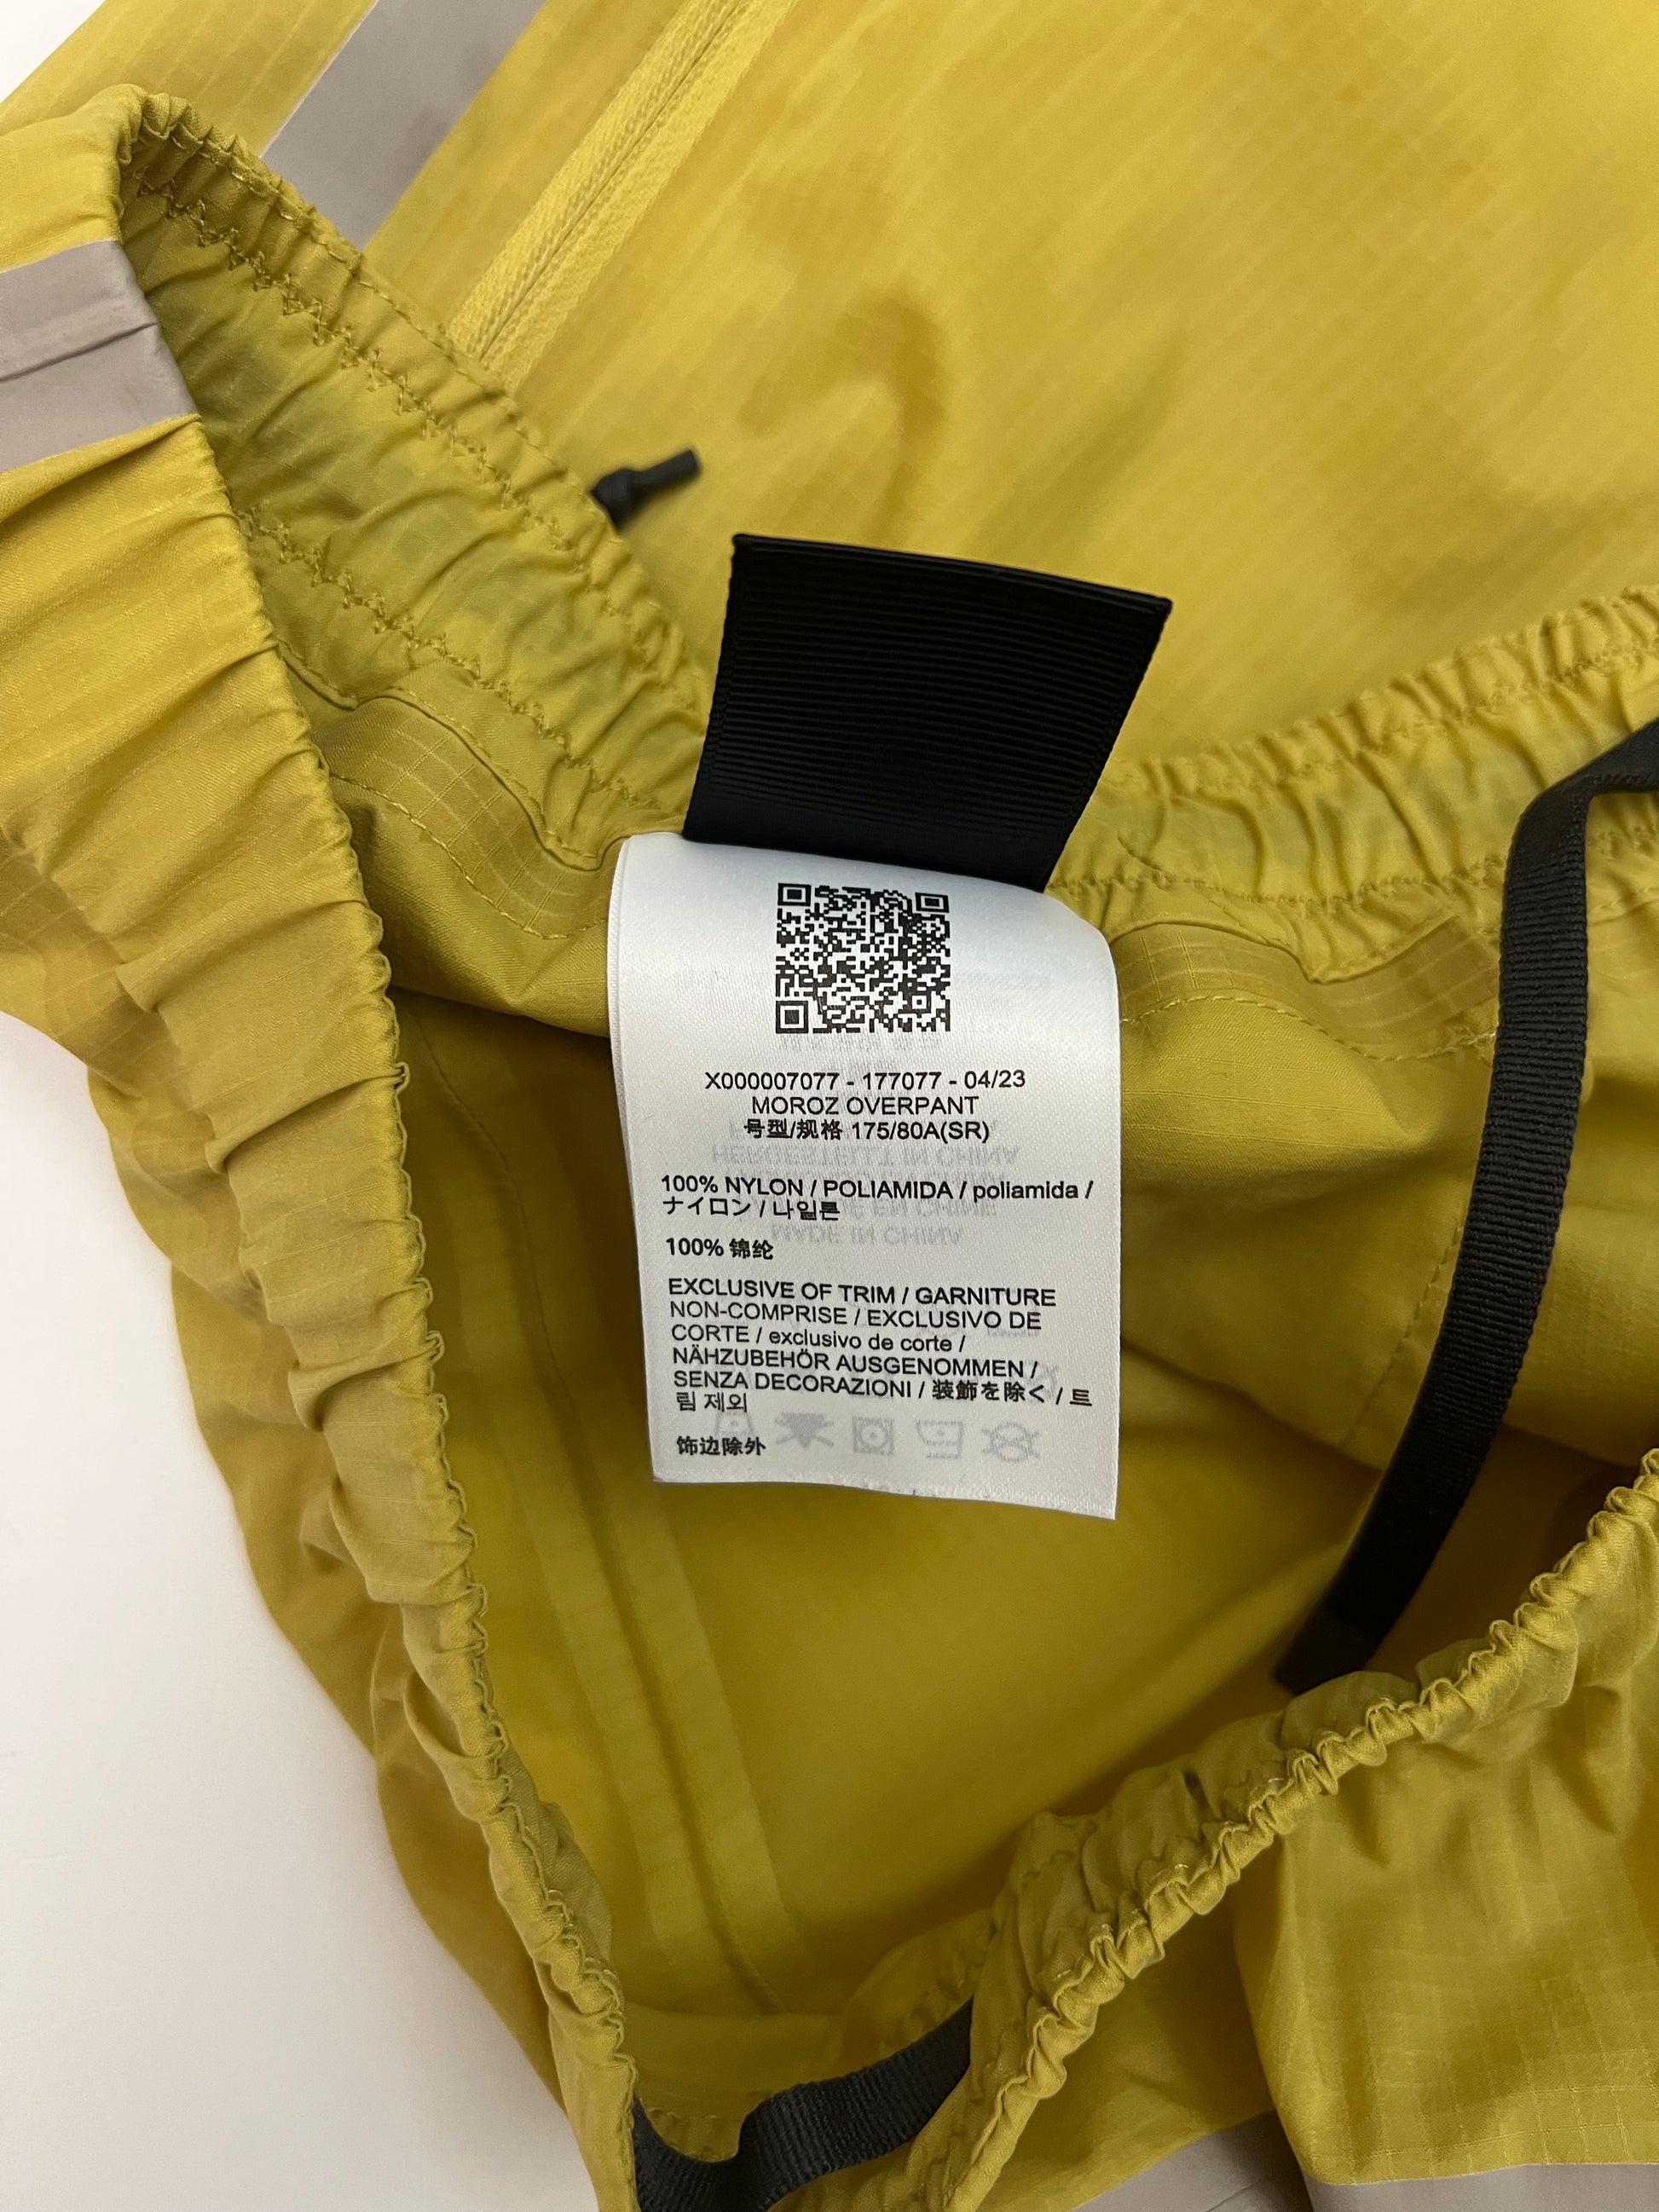 X000007077 - 177077 - 04/23
MOROZ OVERPANT
号型/规格 175/80A(SR)
100% NYLON / POLIAMIDA / poliamida /
ナイロン / 나일론
100% 锦纶
EXCLUSIVE OF TRIM / GARNITURE
NON-COMPRISE / EXCLUSIVO DE
CORTE / exclusivo de corte /
NÄHZUBEHÖR AUSGENOMMEN /
SENZA DECORAZIONI / 装飾を除く / 트
림 제외
饰边除外